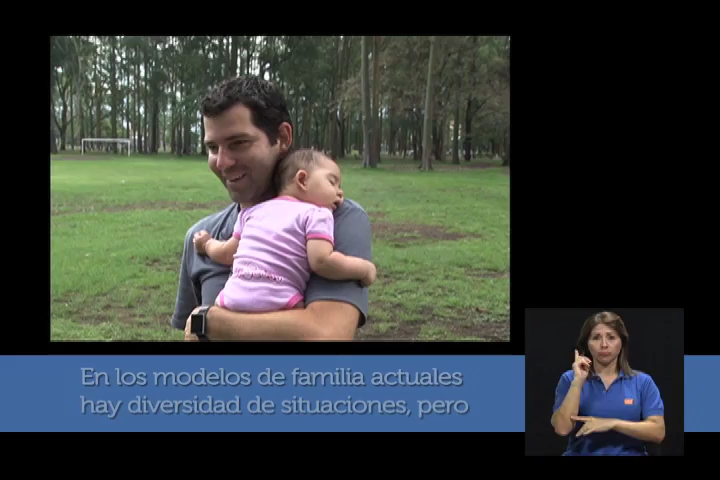 En los modelos de familia actuales
hay diversidad de situaciones, pero